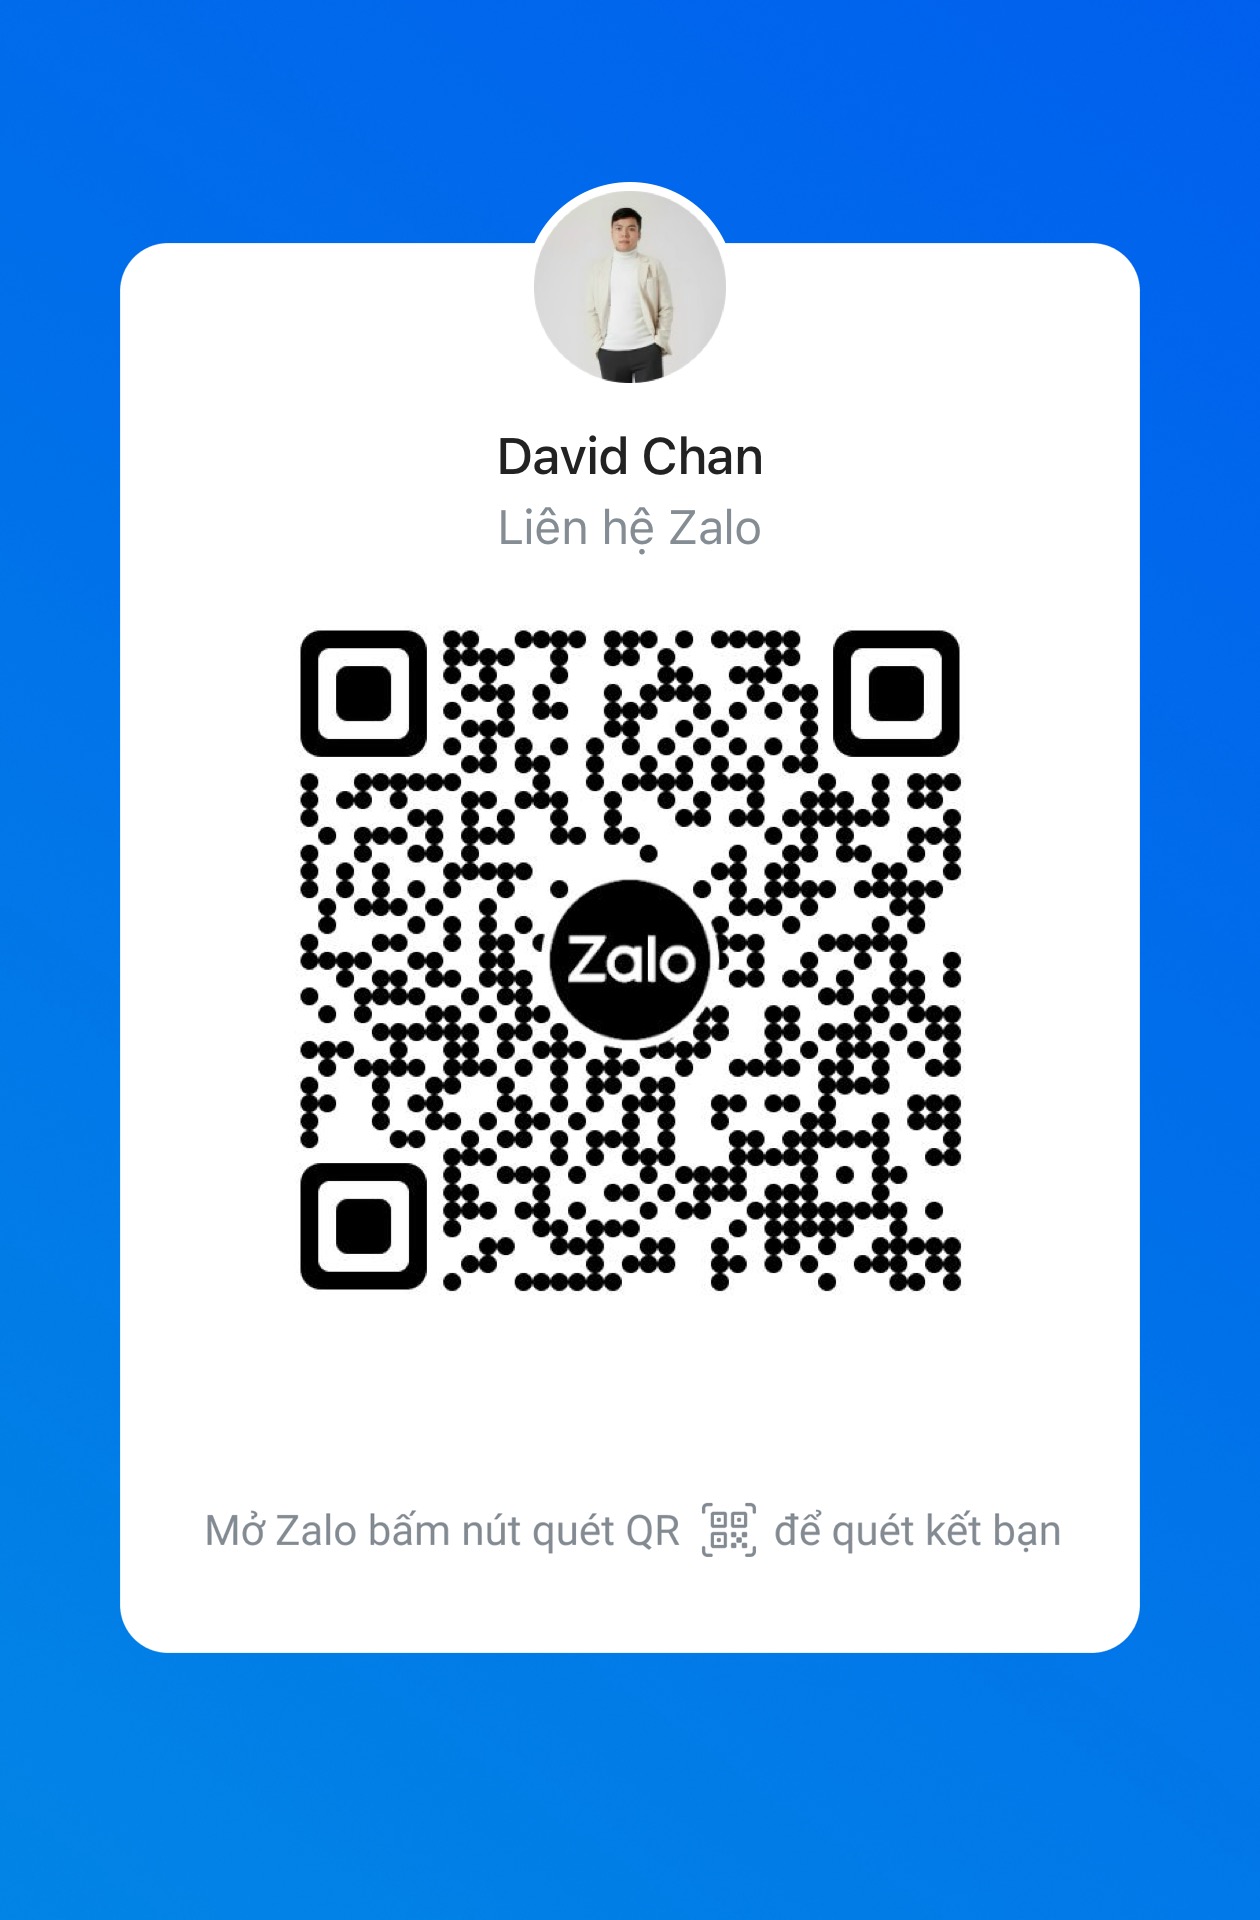 David Chan
Liên hệ Zalo
Zalo
Mở Zalo bấm nút quét QR để quét kết bạn